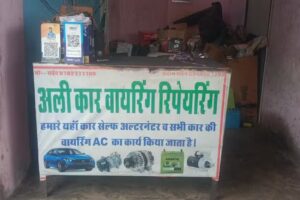 अली कार वायरिंग रिपेयरिंग
हमारे यहाँ कार सेल्फ अल्टरनेटर व सभी कार की
वायरिंग AC का कार्य किया जाता है।